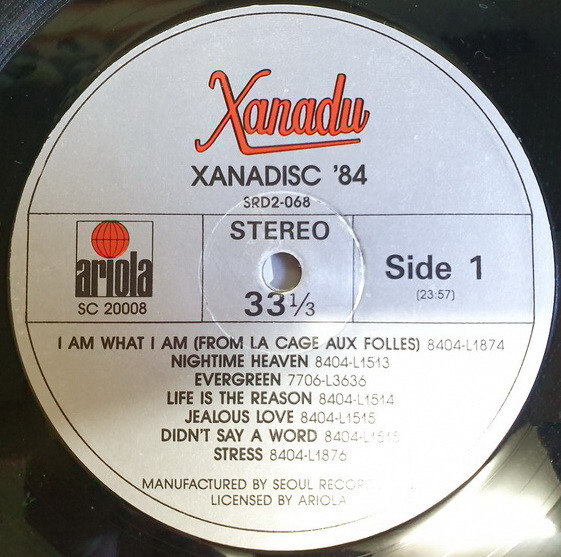 Xanadu
XANADISC '84
SRD2-068
STEREO
ariola
SC 20008
33⅓
Side 1
(23:57)
I AM WHAT I AM (FROM LA CAGE AUX FOLLES) 8404-L1874
NIGHTIME HEAVEN 8404-L1513
EVERGREEN 7706-L3636
LIFE IS THE REASON 8404-L1514
JEALOUS LOVE 8404-L1515
DIDN'T SAY A WORD
STRESS 8404-L1876
MANUFACTURED BY SEOUL
LICENSED BY ARIOLA